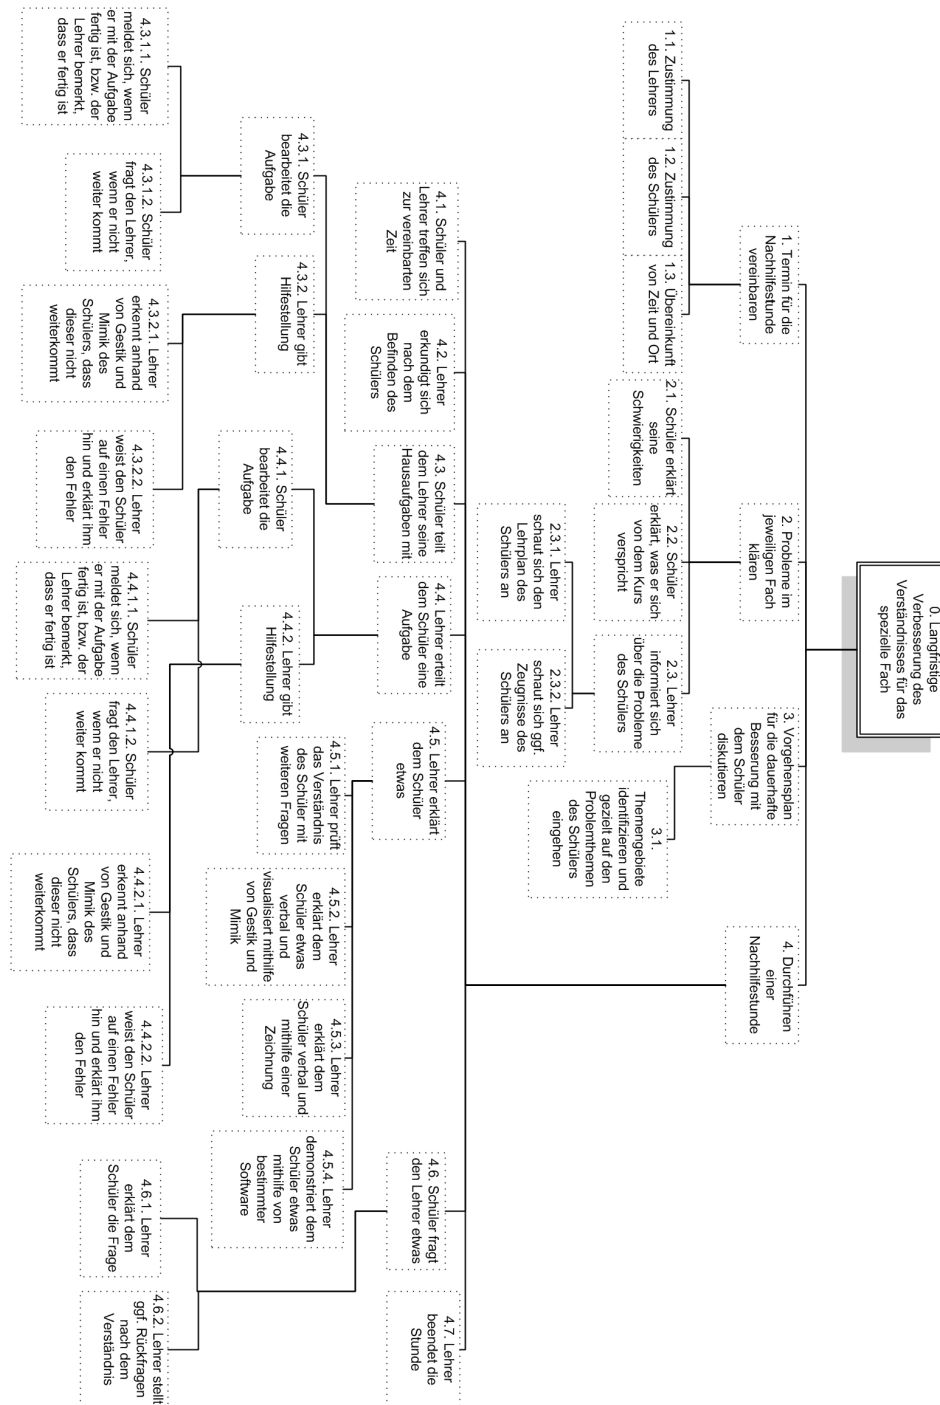 0. Langfristige
Verbesserung des
Verständnisses für das
spezielle Fach
1. Termin für die
Nachhilfestunde
vereinbaren
2. Probleme im
jeweiligen Fach
klären
3. Vorgehensplan
für die dauerhafte
Besserung mit
dem Schüler
diskutieren
4. Durchführen
einer
Nachhilfestunde
1.1. Zustimmung
des Lehrers
1.2. Zustimmung
des Schülers
1.3. Übereinkunft
von Zeit und Ort
2.1. Schüler erklärt
seine
Schwierigkeiten
2.2. Schüler
erklärt, was er sich
von dem Kurs
verspricht
2.3. Lehrer
informiert sich
über die Probleme
des Schülers
3.1.
Themengebiete
identifizieren und
gezielt auf den
Problemthemen
des Schülers
eingehen
2.3.1. Lehrer
schaut sich den
Lehrplan des
Schülers an
2.3.2. Lehrer
schaut sich ggf.
Zeugnisse des
Schülers an
4.1. Schüler und
Lehrer treffen sich
zur vereinbarten
Zeit
4.2. Lehrer
erkundigt sich
nach dem
Befinden des
Schülers
4.3. Schüler teilt
dem Lehrer seine
Hausaufgaben mit
4.4. Lehrer erteilt
dem Schüler eine
Aufgabe
4.5. Lehrer erklärt
dem Schüler
etwas
4.6. Schüler fragt
den Lehrer etwas
4.7. Lehrer
beendet die
Stunde
4.3.1. Schüler
bearbeitet die
Aufgabe
4.3.2. Lehrer gibt
Hilfestellung
4.4.1. Schüler
bearbeitet die
Aufgabe
4.4.2. Lehrer gibt
Hilfestellung
4.5.1. Lehrer prüft
das Verständnis
des Schüler mit
weiteren Fragen
4.5.2. Lehrer
erklärt dem
Schüler etwas
verbal und
visualisiert mithilfe
von Gestik und
Mimik
4.5.3. Lehrer
erklärt dem
Schüler verbal und
mithilfe einer
Zeichnung
4.5.4. Lehrer
demonstriert dem
Schüler etwas
mithilfe von
bestimmter
Software
4.3.1.1. Schüler
meldet sich, wenn
er mit der Aufgabe
fertig ist, bzw. der
Lehrer bemerkt,
dass er fertig ist
4.3.1.2. Schüler
fragt den Lehrer,
wenn er nicht
weiter kommt
4.3.2.1. Lehrer
erkennt anhand
von Gestik und
Mimik des
Schülers, dass
dieser nicht
weiterkommt
4.3.2.2. Lehrer
weist den Schüler
auf einen Fehler
hin und erklärt ihm
den Fehler
4.4.1.1. Schüler
meldet sich, wenn
er mit der Aufgabe
fertig ist, bzw. der
Lehrer bemerkt,
dass er fertig ist
4.4.1.2. Schüler
fragt den Lehrer,
wenn er nicht
weiter kommt
4.4.2.1. Lehrer
erkennt anhand
von Gestik und
Mimik des
Schülers, dass
dieser nicht
weiterkommt
4.4.2.2. Lehrer
weist den Schüler
auf einen Fehler
hin und erklärt ihm
den Fehler
4.6.1. Lehrer
erklärt dem
Schüler die Frage
4.6.2. Lehrer stellt
ggf. Rückfragen
nach dem
Verständnis